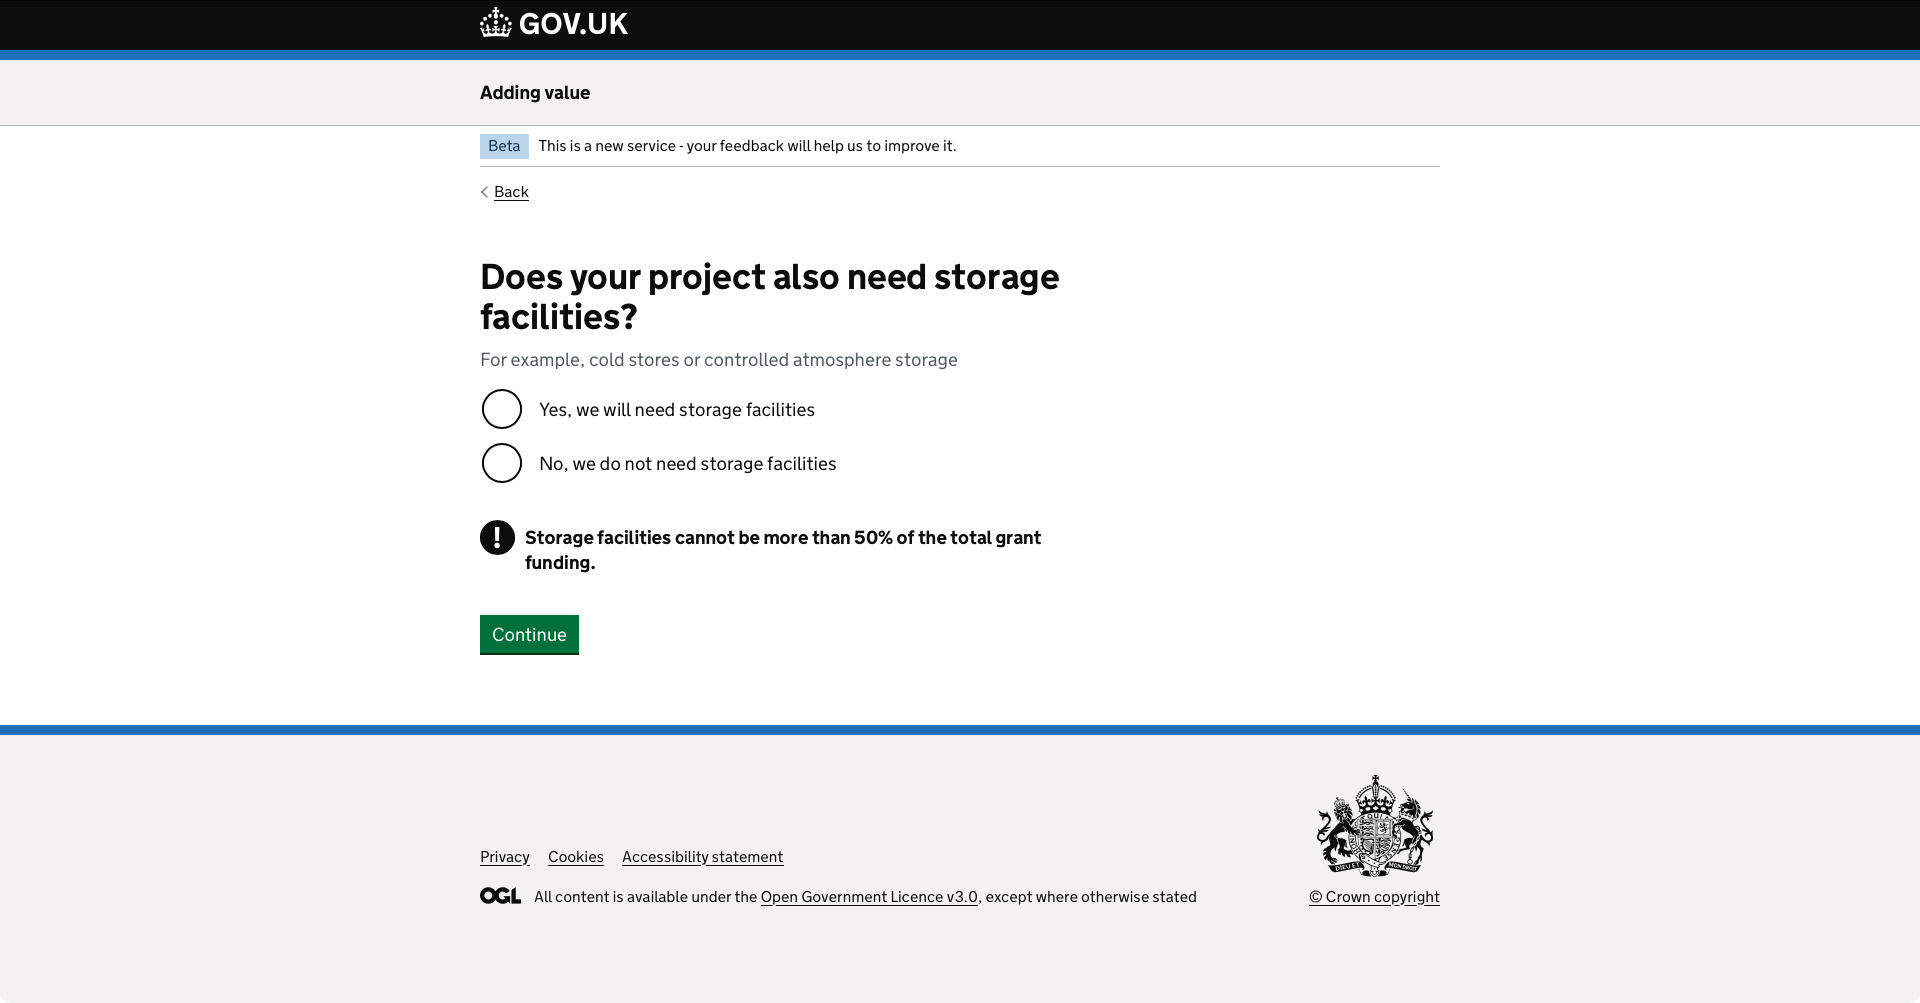 GOV.UK
Adding value
Beta This is a new service - your feedback will help us to improve it.
Back
Does your project also need storage
facilities?
For example, cold stores or controlled atmosphere storage
Yes, we will need storage facilities
No, we do not need storage facilities
! Storage facilities cannot be more than 50% of the total grant
funding.
Continue
Privacy Cookies Accessibility statement
OGL All content is available under the Open Government Licence v3.0, except where otherwise stated
© Crown copyright